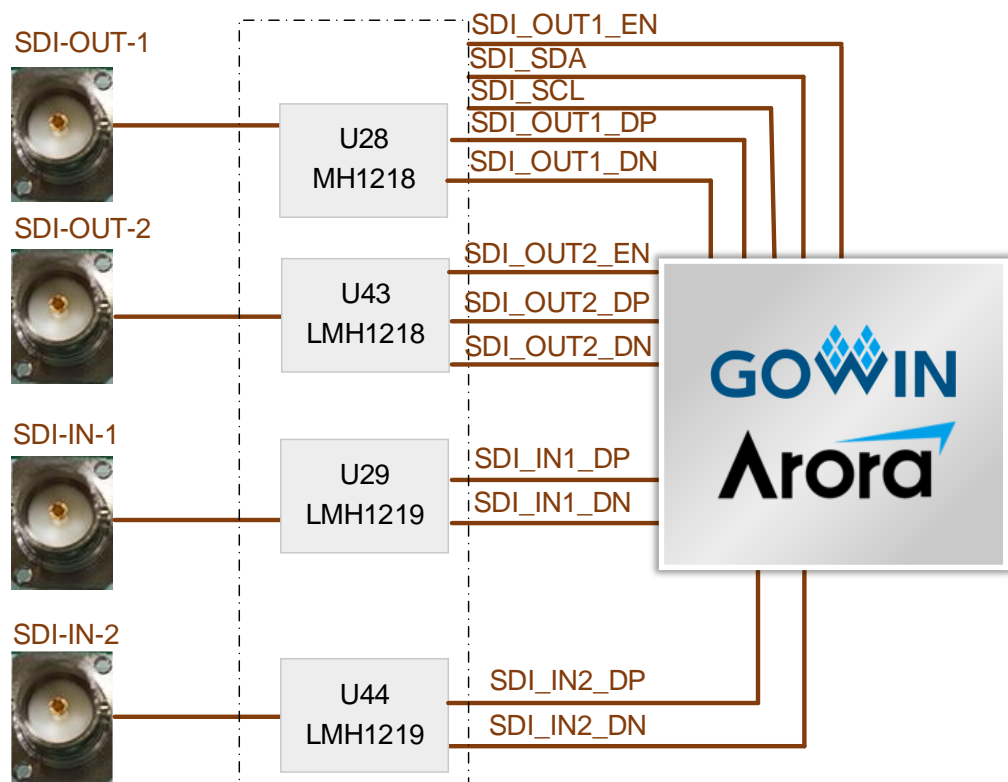 SDI-OUT-1
SDI_OUT1_EN
SDI_SDA
SDI_SCL
SDI_OUT1_DP
SDI_OUT1_DN
U28
MH1218
SDI-OUT-2
SDI_OUT2_EN
SDI_OUT2_DP
SDI_OUT2_DN
U43
LMH1218
GOWIN
Arora
SDI-IN-1
U29
LMH1219
SDI_IN1_DP
SDI_IN1_DN
SDI-IN-2
U44
LMH1219
SDI_IN2_DP
SDI_IN2_DN